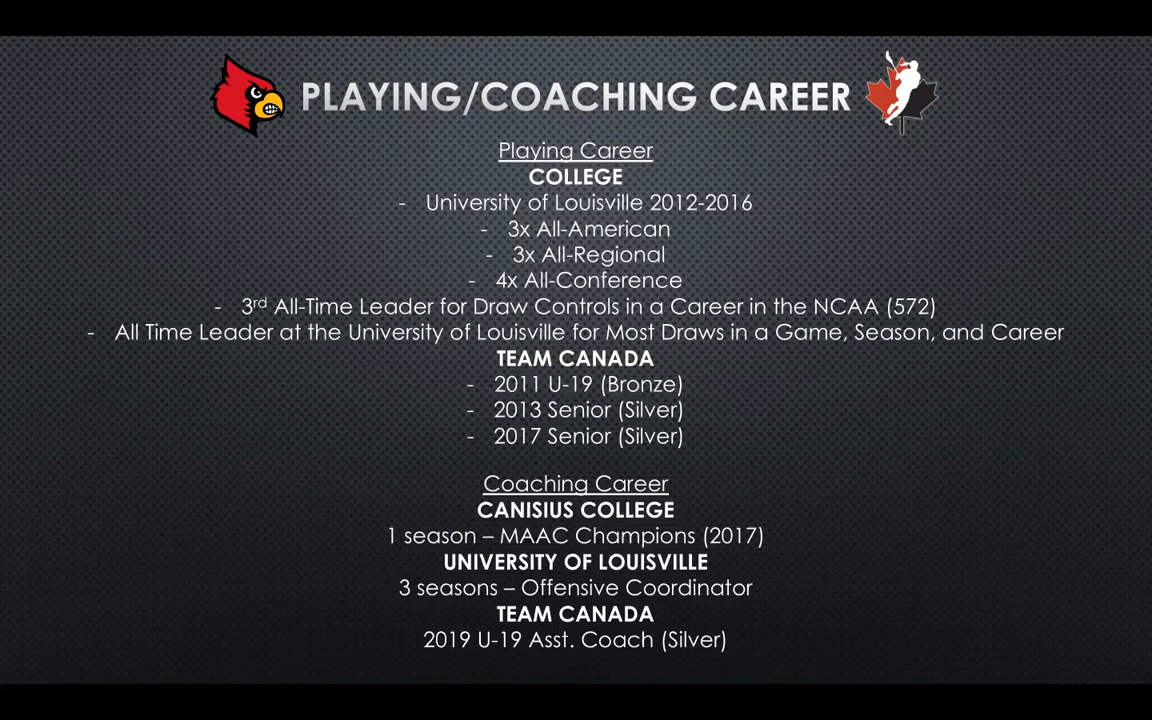 PLAYING/COACHING CAREER
Playing Career
COLLEGE
- University of Louisville 2012-2016
- 3x All-American
- 3x All-Regional
- 4x All-Conference
- 3rd All-Time Leader for Draw Controls in a Career in the NCAA (572)
- All Time Leader at the University of Louisville for Most Draws in a Game, Season, and Career
TEAM CANADA
- 2011 U-19 (Bronze)
- 2013 Senior (Silver)
- 2017 Senior (Silver)
Coaching Career
CANISIUS COLLEGE
1 season – MAAC Champions (2017)
UNIVERSITY OF LOUISVILLE
3 seasons – Offensive Coordinator
TEAM CANADA
2019 U-19 Asst. Coach (Silver)